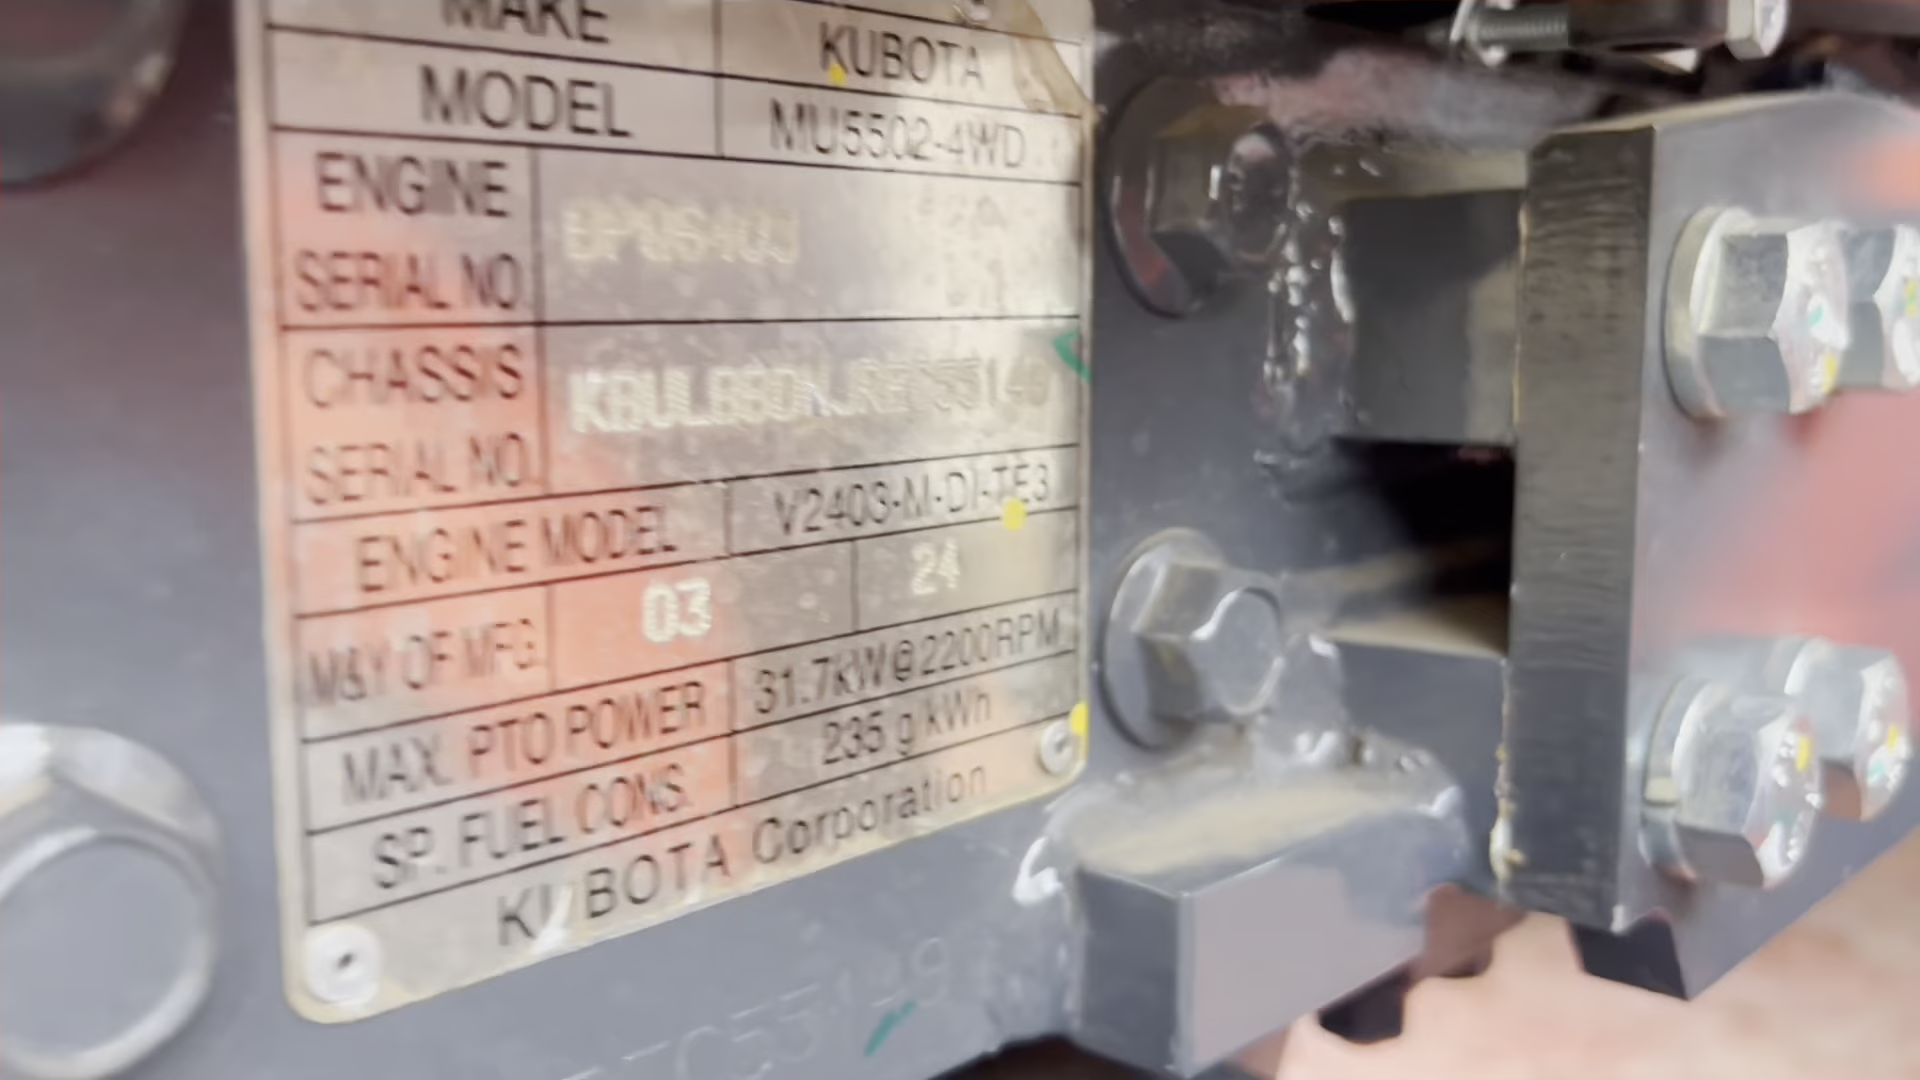 MAKE KUBOTA
MODEL MU5502-4WD
ENGINE
SERIAL NO.
CHASSIS
SERIAL NO.
ENGINE MODEL V2403-M-DI-TE3
M&Y OF MFG. 03 24
MAX. PTO POWER 31.7kW@2200RPM
SP. FUEL CONS. 235 g/kWh
KUBOTA Corporation